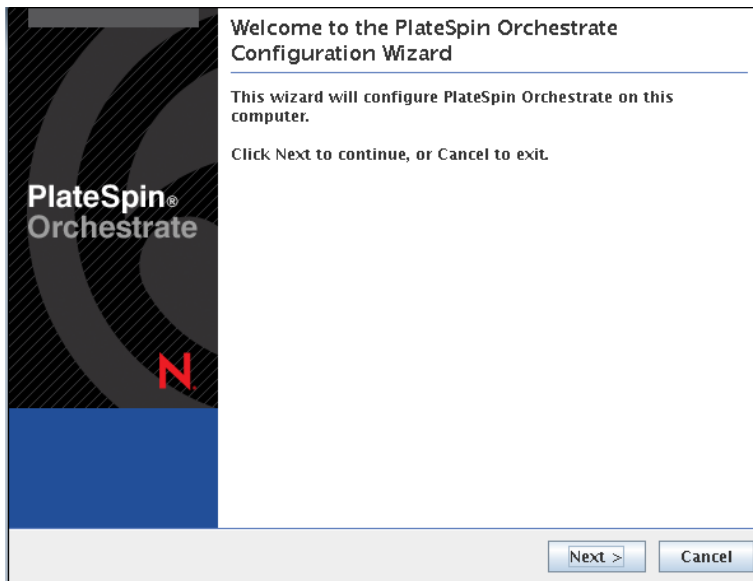 Welcome to the PlateSpin Orchestrate
Configuration Wizard
This wizard will configure PlateSpin Orchestrate on this
computer.
Click Next to continue, or Cancel to exit.
PlateSpin®
Orchestrate
N
Next >
Cancel